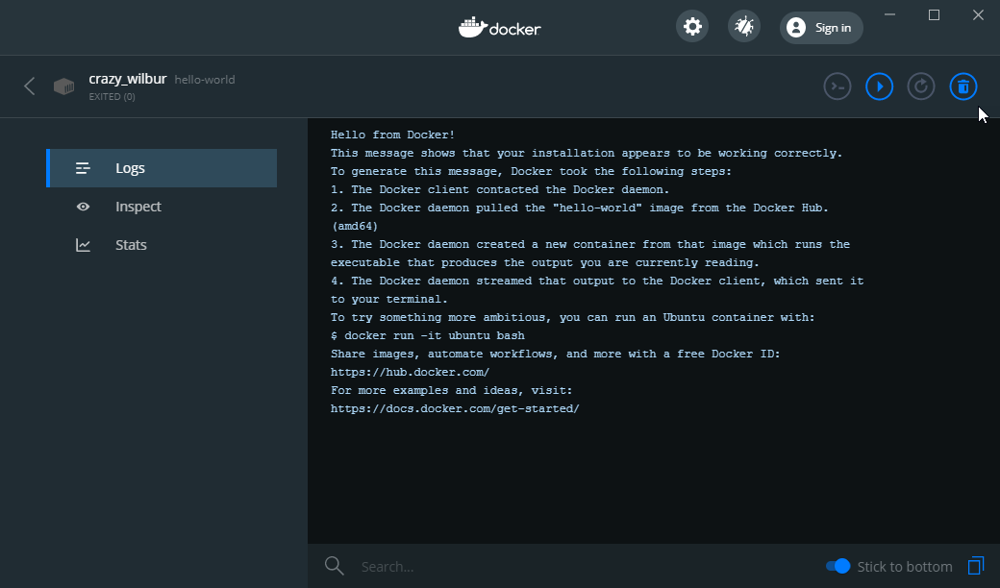 docker
Sign in
crazy_wilbur hello-world
EXITED (0)
Logs
Inspect
Stats
Hello from Docker!
This message shows that your installation appears to be working correctly.
To generate this message, Docker took the following steps:
1. The Docker client contacted the Docker daemon.
2. The Docker daemon pulled the "hello-world" image from the Docker Hub.
(amd64)
3. The Docker daemon created a new container from that image which runs the
executable that produces the output you are currently reading.
4. The Docker daemon streamed that output to the Docker client, which sent it
to your terminal.
To try something more ambitious, you can run an Ubuntu container with:
$ docker run -it ubuntu bash
Share images, automate workflows, and more with a free Docker ID:
https://hub.docker.com/
For more examples and ideas, visit:
https://docs.docker.com/get-started/
Search...
Stick to bottom